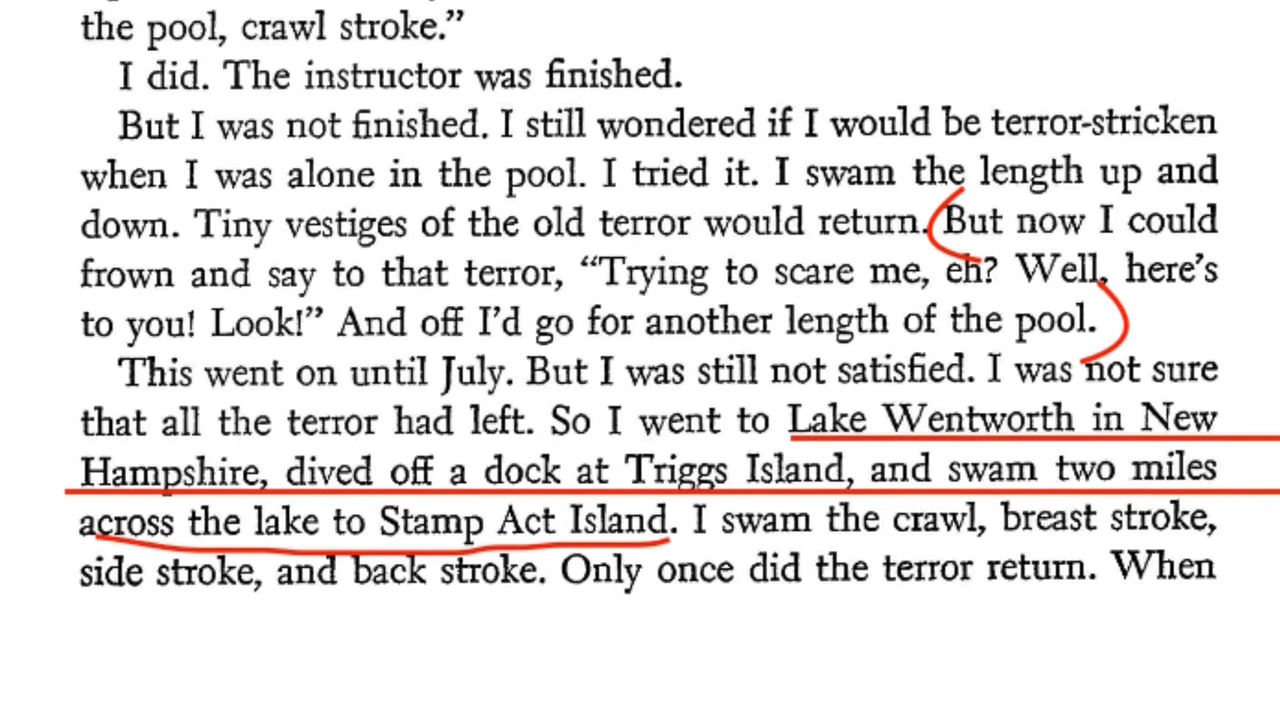 the pool, crawl stroke.”
I did. The instructor was finished.
But I was not finished. I still wondered if I would be terror-stricken
when I was alone in the pool. I tried it. I swam the length up and
down. Tiny vestiges of the old terror would return. But now I could
frown and say to that terror, “Trying to scare me, eh? Well, here’s
to you! Look!” And off I’d go for another length of the pool.
This went on until July. But I was still not satisfied. I was not sure
that all the terror had left. So I went to Lake Wentworth in New
Hampshire, dived off a dock at Triggs Island, and swam two miles
across the lake to Stamp Act Island. I swam the crawl, breast stroke,
side stroke, and back stroke. Only once did the terror return. When